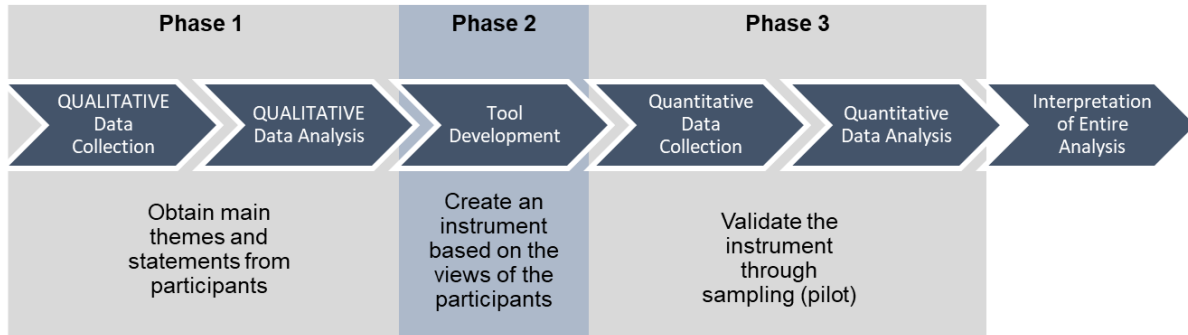 Phase 1
Phase 2
Phase 3
QUALITATIVE
Data
Collection
QUALITATIVE
Data Analysis
Tool
Development
Quantitative
Data
Collection
Quantitative
Data Analysis
Interpretation
of Entire
Analysis
Obtain main
themes and
statements from
participants
Create an
instrument
based on the
views of the
participants
Validate the
instrument
through
sampling (pilot)